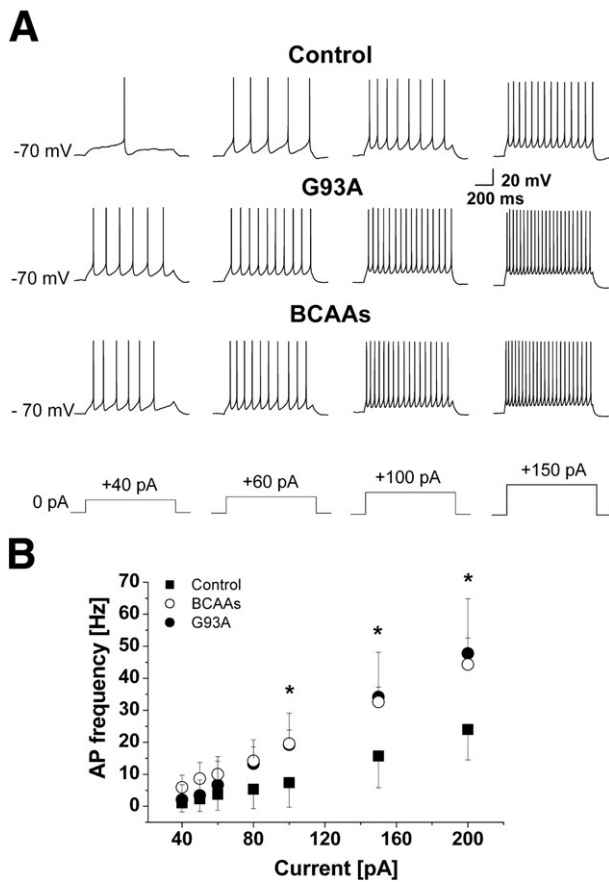 A
Control
-70 mV
20 mV
200 ms
G93A
-70 mV
BCAAs
- 70 mV
0 pA
+40 pA
+60 pA
+100 pA
+150 pA
B
AP frequency [Hz]
70
60
50
40
30
20
10
0
Control
BCAAs
G93A
*
*
*
40
80
120
160
200
Current [pA]